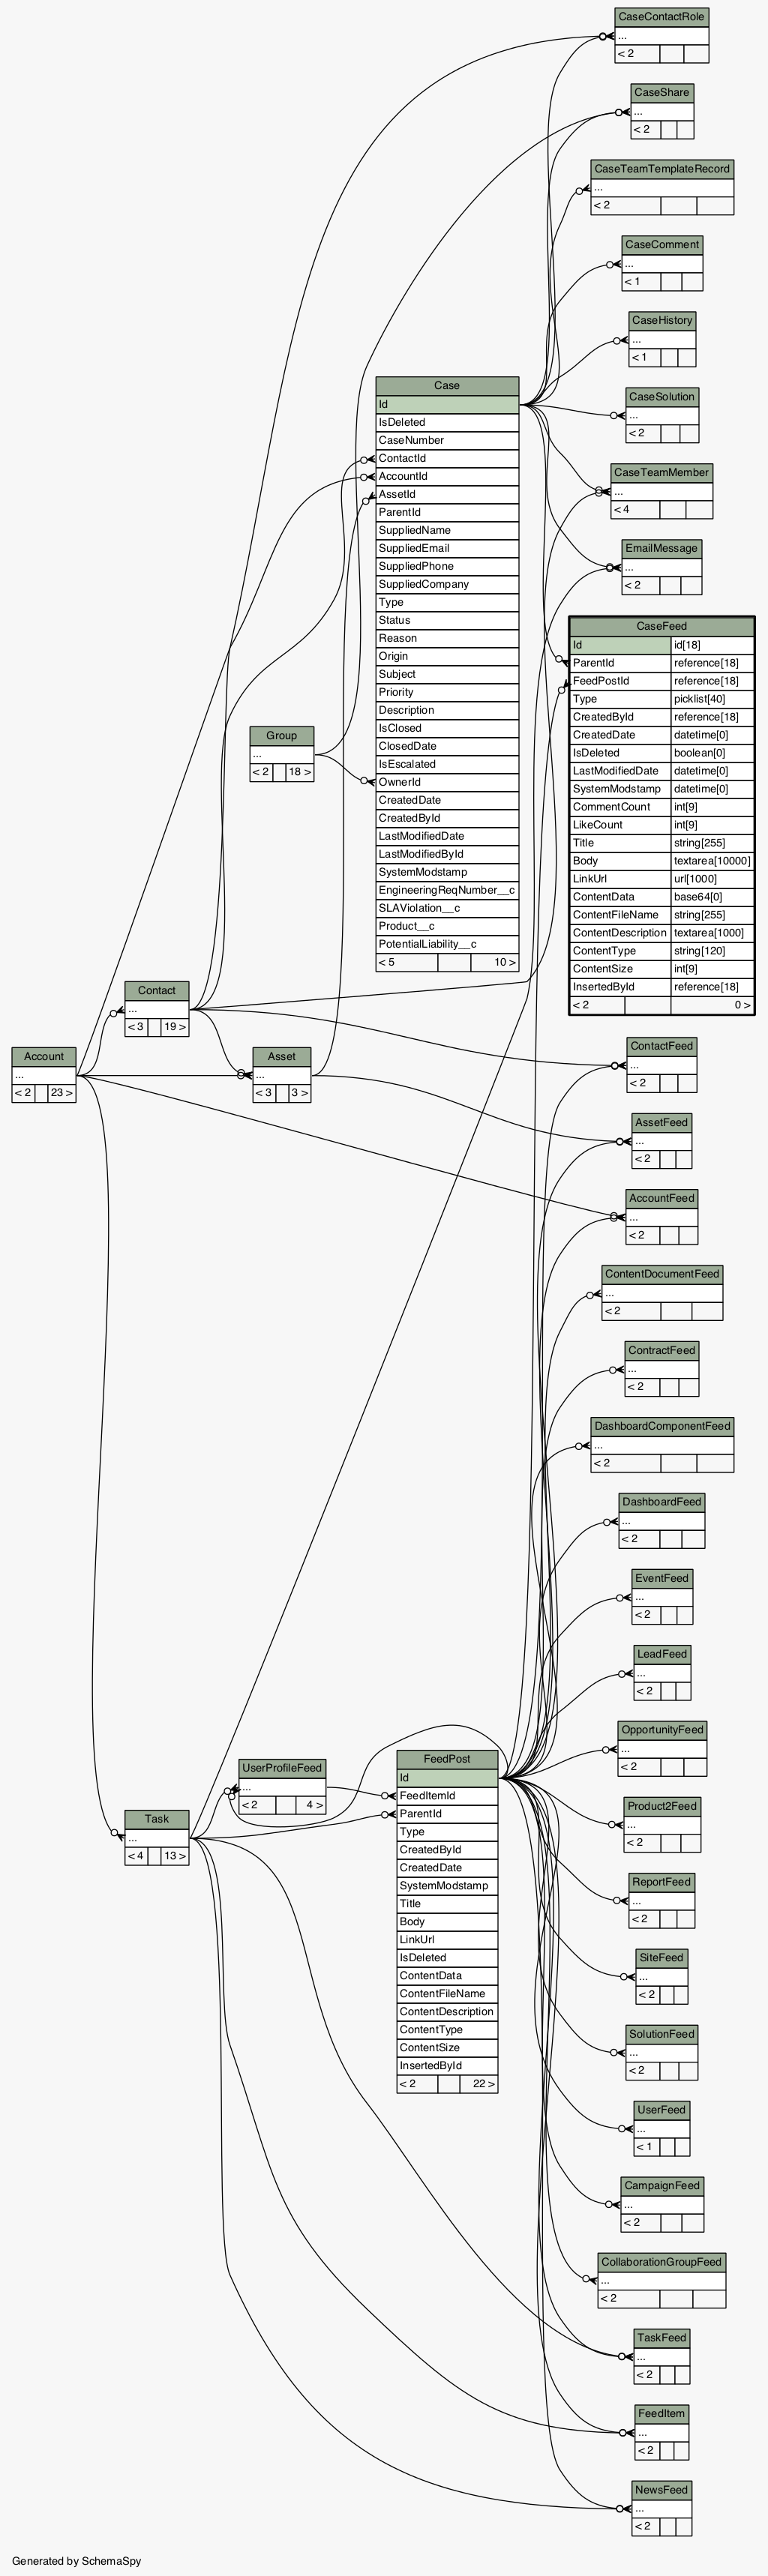 CaseContactRole
...
< 2
CaseShare
...
< 2
CaseTeamTemplateRecord
...
< 2
CaseComment
...
< 1
CaseHistory
...
< 1
CaseSolution
...
< 2
CaseTeamMember
...
< 4
EmailMessage
...
< 2
Case
Id
IsDeleted
CaseNumber
ContactId
AccountId
AssetId
ParentId
SuppliedName
SuppliedEmail
SuppliedPhone
SuppliedCompany
Type
Status
Reason
Origin
Subject
Priority
Description
IsClosed
ClosedDate
IsEscalated
OwnerId
CreatedDate
CreatedById
LastModifiedDate
LastModifiedById
SystemModstamp
EngineeringReqNumber__c
SLAViolation__c
Product__c
PotentialLiability__c
< 5 10 >
CaseFeed
Id id[18]
ParentId reference[18]
FeedPostId reference[18]
Type picklist[40]
CreatedById reference[18]
CreatedDate datetime[0]
IsDeleted boolean[0]
LastModifiedDate datetime[0]
SystemModstamp datetime[0]
CommentCount int[9]
LikeCount int[9]
Title string[255]
Body textarea[10000]
LinkUrl url[1000]
ContentData base64[0]
ContentFileName string[255]
ContentDescription textarea[1000]
ContentType string[120]
ContentSize int[9]
InsertedById reference[18]
< 2 0 >
Group
...
< 2 18 >
Contact
...
< 3 19 >
Account
...
< 2 23 >
Asset
...
< 3 3 >
ContactFeed
...
< 2
AssetFeed
...
< 2
AccountFeed
...
< 2
ContentDocumentFeed
...
< 2
ContractFeed
...
< 2
DashboardComponentFeed
...
< 2
DashboardFeed
...
< 2
EventFeed
...
< 2
LeadFeed
...
< 2
OpportunityFeed
...
< 2
UserProfileFeed
...
< 2 4 >
Task
...
< 4 13 >
FeedPost
Id
FeedItemId
ParentId
Type
CreatedById
CreatedDate
SystemModstamp
Title
Body
LinkUrl
IsDeleted
ContentData
ContentFileName
ContentDescription
ContentType
ContentSize
InsertedById
< 2 22 >
Product2Feed
...
< 2
ReportFeed
...
< 2
SiteFeed
...
< 2
SolutionFeed
...
< 2
UserFeed
...
< 1
CampaignFeed
...
< 2
CollaborationGroupFeed
...
< 2
TaskFeed
...
< 2
FeedItem
...
< 2
NewsFeed
...
< 2
Generated by SchemaSpy